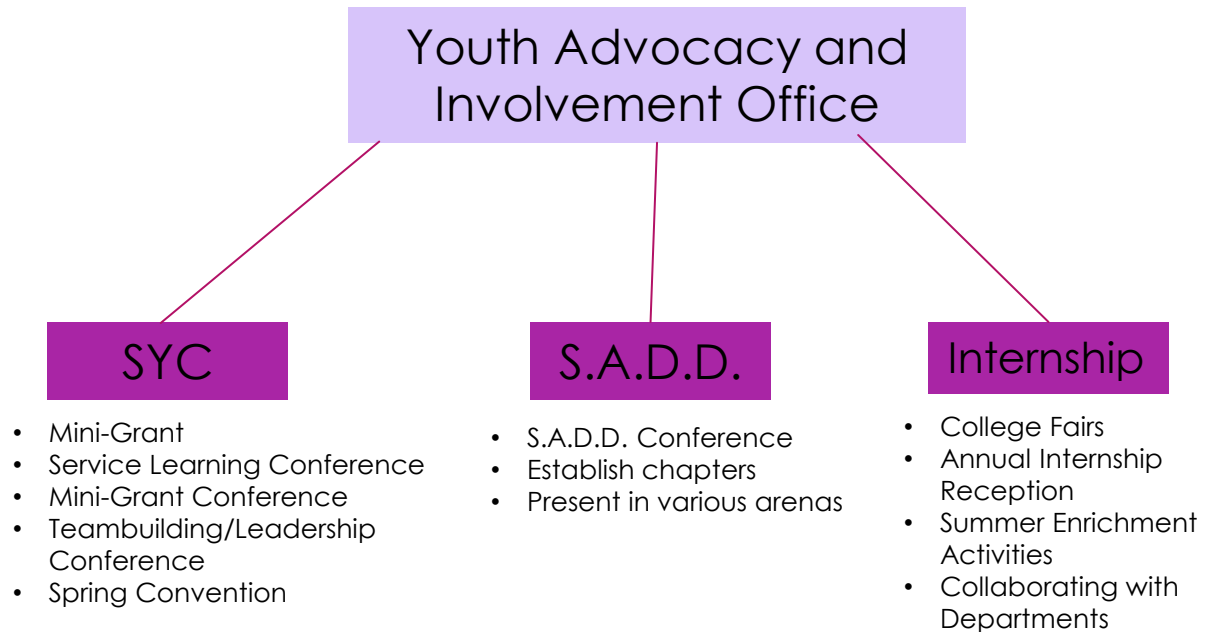 Youth Advocacy and
Involvement Office
SYC
• Mini-Grant
• Service Learning Conference
• Mini-Grant Conference
• Teambuilding/Leadership
Conference
• Spring Convention
S.A.D.D.
• S.A.D.D. Conference
• Establish chapters
• Present in various arenas
Internship
• College Fairs
• Annual Internship
Reception
• Summer Enrichment
Activities
• Collaborating with
Departments